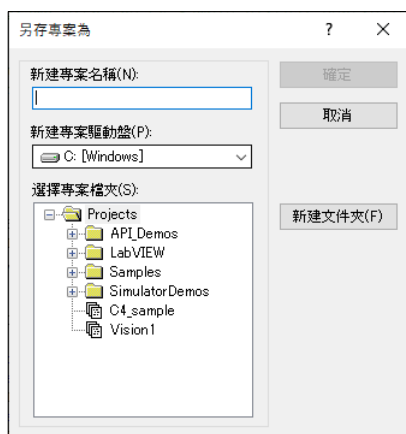 另存專案為
?
新建專案名稱(N):
確定
取消
新建專案驅動盤(P):
C: [Windows]
選擇專案檔夾(S):
Projects
新建文件夾(F)
API_Demos
LabVIEW
Samples
SimulatorDemos
C4_sample
Vision1